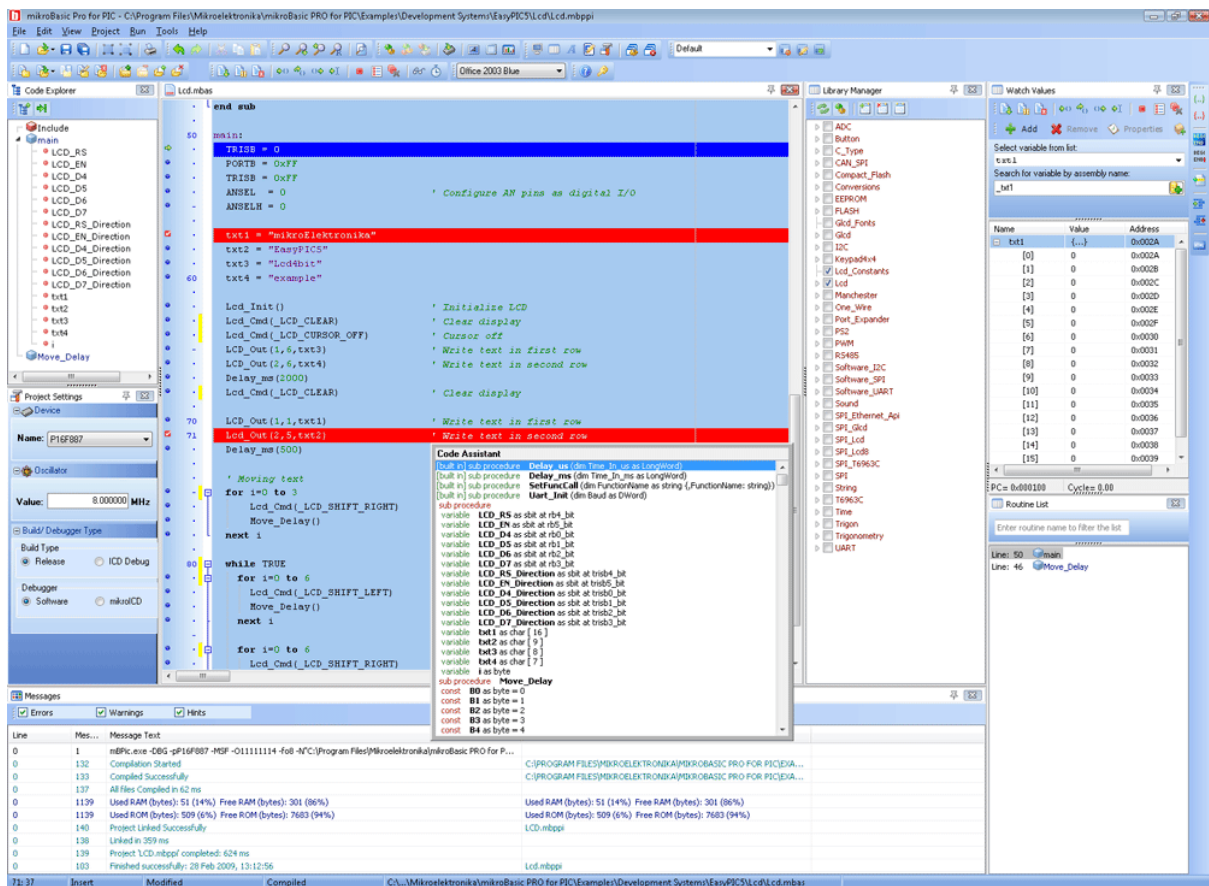 mikroBasic Pro for PIC - C:\Program Files\Mikroelektronika\mikroBasic PRO for PIC\Examples\Development Systems\EasyPIC5\Lcd\Lcd.mbppi
File Edit View Project Run Tools Help
Default
Office 2003 Blue
Code Explorer
Include
main
LCD_RS
LCD_EN
LCD_D4
LCD_D5
LCD_D6
LCD_D7
LCD_RS_Direction
LCD_EN_Direction
LCD_D4_Direction
LCD_D5_Direction
LCD_D6_Direction
LCD_D7_Direction
txt1
txt2
txt3
txt4
i
Move_Delay
Project Settings
Device
Name: P16F887
Oscillator
Value: 8.000000 MHz
Build/ Debugger Type
Build Type
Release ICD Debug
Debugger
Software mikroICD
Lcd.mbas
end sub
50 main:
TRISB = 0
PORTB = 0xFF
TRISB = 0xFF
ANSEL = 0 ' Configure AN pins as digital I/O
ANSELH = 0
txt1 = "mikroElektronika"
txt2 = "EasyPIC5"
txt3 = "Lcd4bit"
60 txt4 = "example"
Lcd_Init() ' Initialize LCD
Lcd_Cmd(_LCD_CLEAR) ' Clear display
Lcd_Cmd(_LCD_CURSOR_OFF) ' Cursor off
LCD_Out(1,6,txt3) ' Write text in first row
LCD_Out(2,6,txt4) ' Write text in second row
Delay_ms(2000)
Lcd_Cmd(_LCD_CLEAR) ' Clear display
70 LCD_Out(1,1,txt1) ' Write text in first row
71 Lcd_Out(2,5,txt2) ' Write text in second row
Delay_ms(500)
' Moving text
for i=0 to 3
Lcd_Cmd(_LCD_SHIFT_RIGHT)
Move_Delay()
next i
80 while TRUE
for i=0 to 6
Lcd_Cmd(_LCD_SHIFT_LEFT)
Move_Delay()
next i
for i=0 to 6
Lcd_Cmd(_LCD_SHIFT_RIGHT)
Code Assistant
[built in] sub procedure Delay_us (dim Time_In_us as LongWord)
[built in] sub procedure Delay_ms (dim Time_In_ms as LongWord)
[built in] sub procedure SetFuncCall (dim FunctionName as string {,FunctionName: string})
[built in] sub procedure Uart_Init (dim Baud as DWord)
sub procedure
variable LCD_RS as sbit at rb4_bit
variable LCD_EN as sbit at rb5_bit
variable LCD_D4 as sbit at rb0_bit
variable LCD_D5 as sbit at rb1_bit
variable LCD_D6 as sbit at rb2_bit
variable LCD_D7 as sbit at rb3_bit
variable LCD_RS_Direction as sbit at trisb4_bit
variable LCD_EN_Direction as sbit at trisb5_bit
variable LCD_D4_Direction as sbit at trisb0_bit
variable LCD_D5_Direction as sbit at trisb1_bit
variable LCD_D6_Direction as sbit at trisb2_bit
variable LCD_D7_Direction as sbit at trisb3_bit
variable txt1 as char [ 16 ]
variable txt2 as char [ 9 ]
variable txt3 as char [ 8 ]
variable txt4 as char [ 7 ]
variable i as byte
sub procedure Move_Delay
const B0 as byte = 0
const B1 as byte = 1
const B2 as byte = 2
const B3 as byte = 3
const B4 as byte = 4
Library Manager
ADC
Button
C_Type
CAN_SPI
Compact_Flash
Conversions
EEPROM
FLASH
Glcd_Fonts
Glcd
I2C
Keypad4x4
Lcd_Constants
Lcd
Manchester
One_Wire
Port_Expander
PS2
PWM
RS485
Software_I2C
Software_SPI
Software_UART
Sound
SPI_Ethernet_Api
SPI_Glcd
SPI_Lcd
SPI_Lcd8
SPI_T6963C
SPI
String
T6963C
Time
Trigon
Trigonometry
UART
Watch Values
Add Remove Properties
Select variable from list:
txt1
Search for variable by assembly name:
_txt1
Name Value Address
txt1 {...} 0x002A
[0] 0 0x002A
[1] 0 0x002B
[2] 0 0x002C
[3] 0 0x002D
[4] 0 0x002E
[5] 0 0x002F
[6] 0 0x0030
[7] 0 0x0031
[8] 0 0x0032
[9] 0 0x0033
[10] 0 0x0034
[11] 0 0x0035
[12] 0 0x0036
[13] 0 0x0037
[14] 0 0x0038
[15] 0 0x0039
PC= 0x000100 Cycle= 0.00
Routine List
Enter routine name to filter the list
Line: 50 main
Line: 46 Move_Delay
Messages
Errors Warnings Hints
Line Mes... Message Text
0 1 mBPic.exe -DBG -pP16F887 -MSF -O11111114 -fo8 -N"C:\Program Files\Mikroelektronika\mikroBasic PRO for P...
0 132 Compilation Started C:\PROGRAM FILES\MIKROELEKTRONIKA\MIKROBASIC PRO FOR PIC\EXA...
0 133 Compiled Successfully C:\PROGRAM FILES\MIKROELEKTRONIKA\MIKROBASIC PRO FOR PIC\EXA...
0 137 All files Compiled in 62 ms
0 1139 Used RAM (bytes): 51 (14%) Free RAM (bytes): 301 (86%) Used RAM (bytes): 51 (14%) Free RAM (bytes): 301 (86%)
0 1139 Used ROM (bytes): 509 (6%) Free ROM (bytes): 7683 (94%) Used ROM (bytes): 509 (6%) Free ROM (bytes): 7683 (94%)
0 140 Project Linked Successfully LCD.mbppi
0 138 Linked in 359 ms
0 139 Project 'LCD.mbppi' completed: 624 ms
0 103 Finished successfully: 28 Feb 2009, 13:12:56 Lcd.mbppi
71: 37 Insert Modified Compiled C:\...\Mikroelektronika\mikroBasic PRO for PIC\Examples\Development Systems\EasyPIC5\Lcd\Lcd.mbas